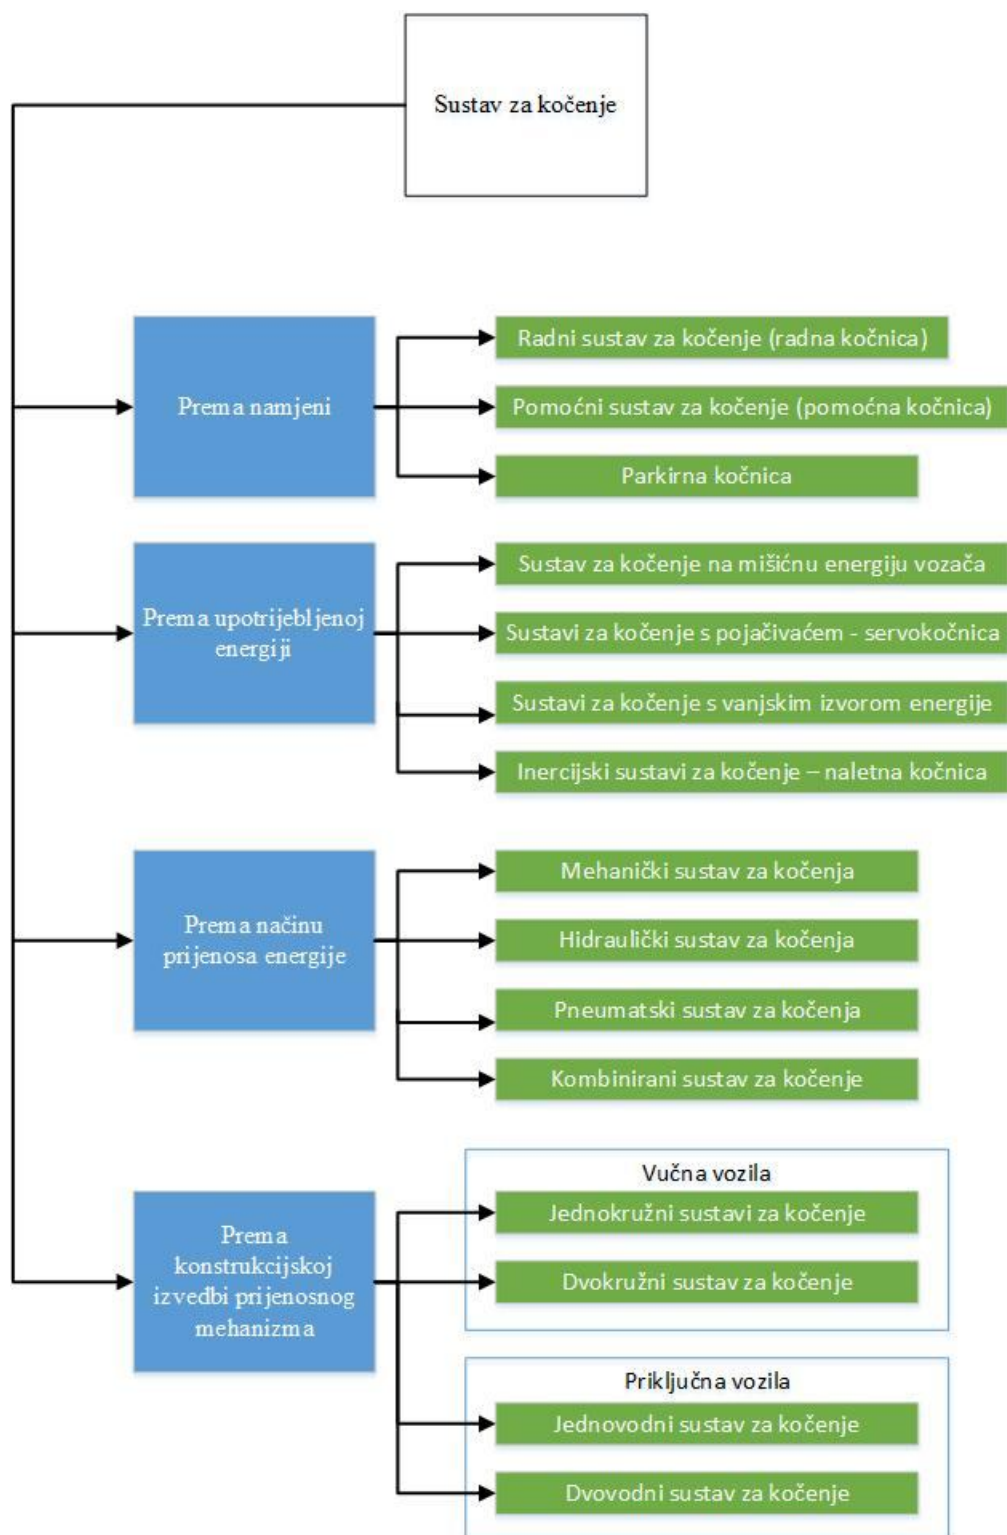 Sustav za kočenje
Prema namjeni
Radni sustav za kočenje (radna kočnica)
Pomoćni sustav za kočenje (pomoćna kočnica)
Parkirna kočnica
Prema upotrijebljenoj
energiji
Sustav za kočenje na mišićnu energiju vozača
Sustavi za kočenje s pojačivaćem - servokočnica
Sustavi za kočenje s vanjskim izvorom energije
Inercijski sustavi za kočenje – naletna kočnica
Prema načinu
prijenosa energije
Mehanički sustav za kočenja
Hidraulički sustav za kočenja
Pneumatski sustav za kočenja
Kombinirani sustav za kočenje
Prema
konstrukcijskoj
izvedbi prijenosnog
mehanizma
Vučna vozila
Jednokružni sustavi za kočenje
Dvokružni sustav za kočenje
Priključna vozila
Jednovodni sustav za kočenje
Dvovodni sustav za kočenje